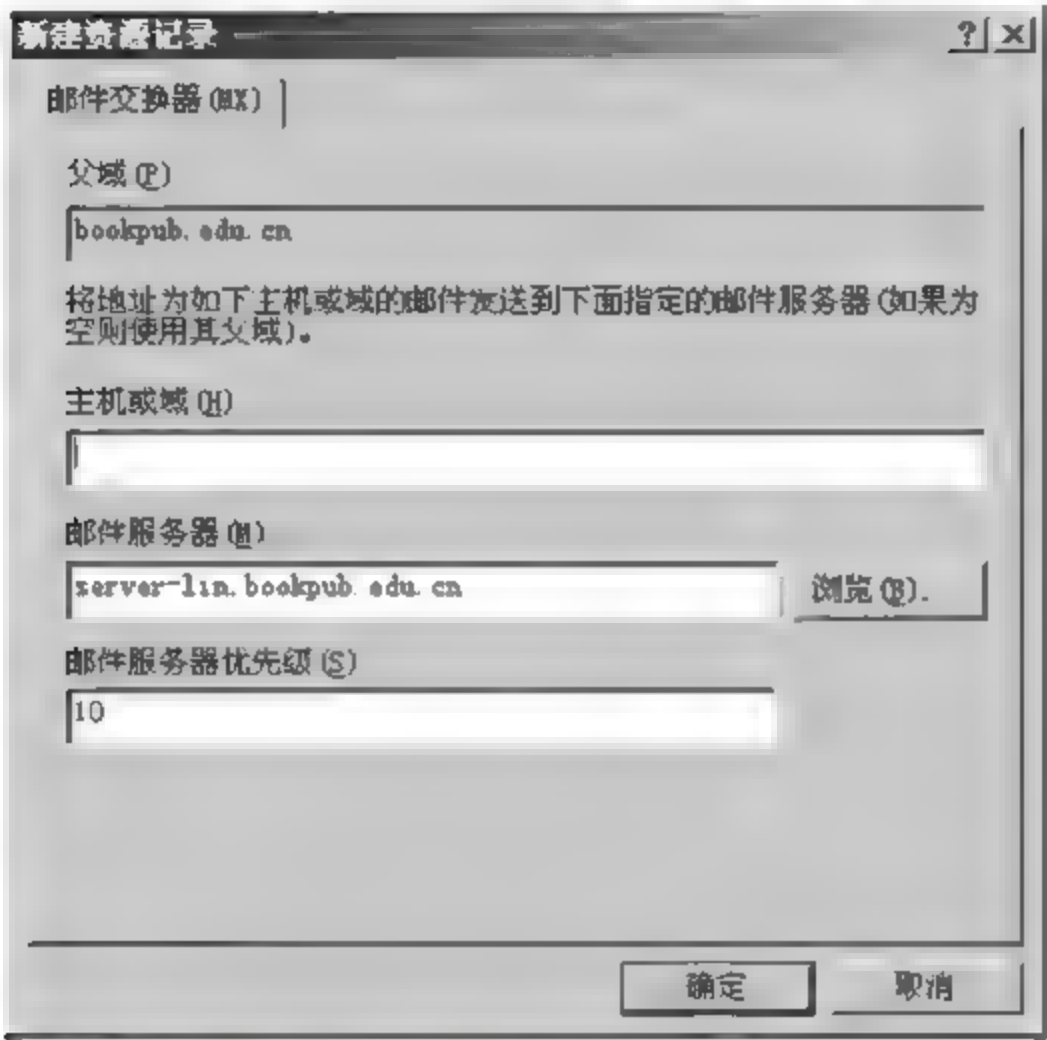 新建资源记录
邮件交换器(MX)
父域(P)
bookpub.edu.cn
将地址为如下主机或域的邮件发送到下面指定的邮件服务器(如果为
空则使用其父域)。
主机或域(H)
邮件服务器(M)
server-lin.bookpub.edu.cn
浏览(B).
邮件服务器优先级(S)
10
确定
取消